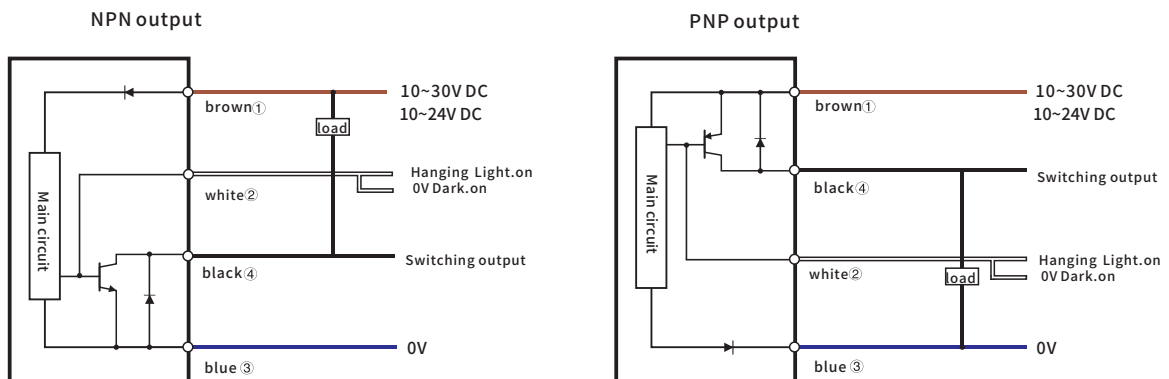 NPN output
10~30V DC
brown①
10~24V DC
load
Hanging Light.on
0V Dark.on
white②
Main circuit
Switching output
black④
0V
blue③
PNP output
10~30V DC
brown①
10~24V DC
Main circuit
Switching output
black④
Hanging Light.on
white②
0V Dark.on
load
0V
blue③